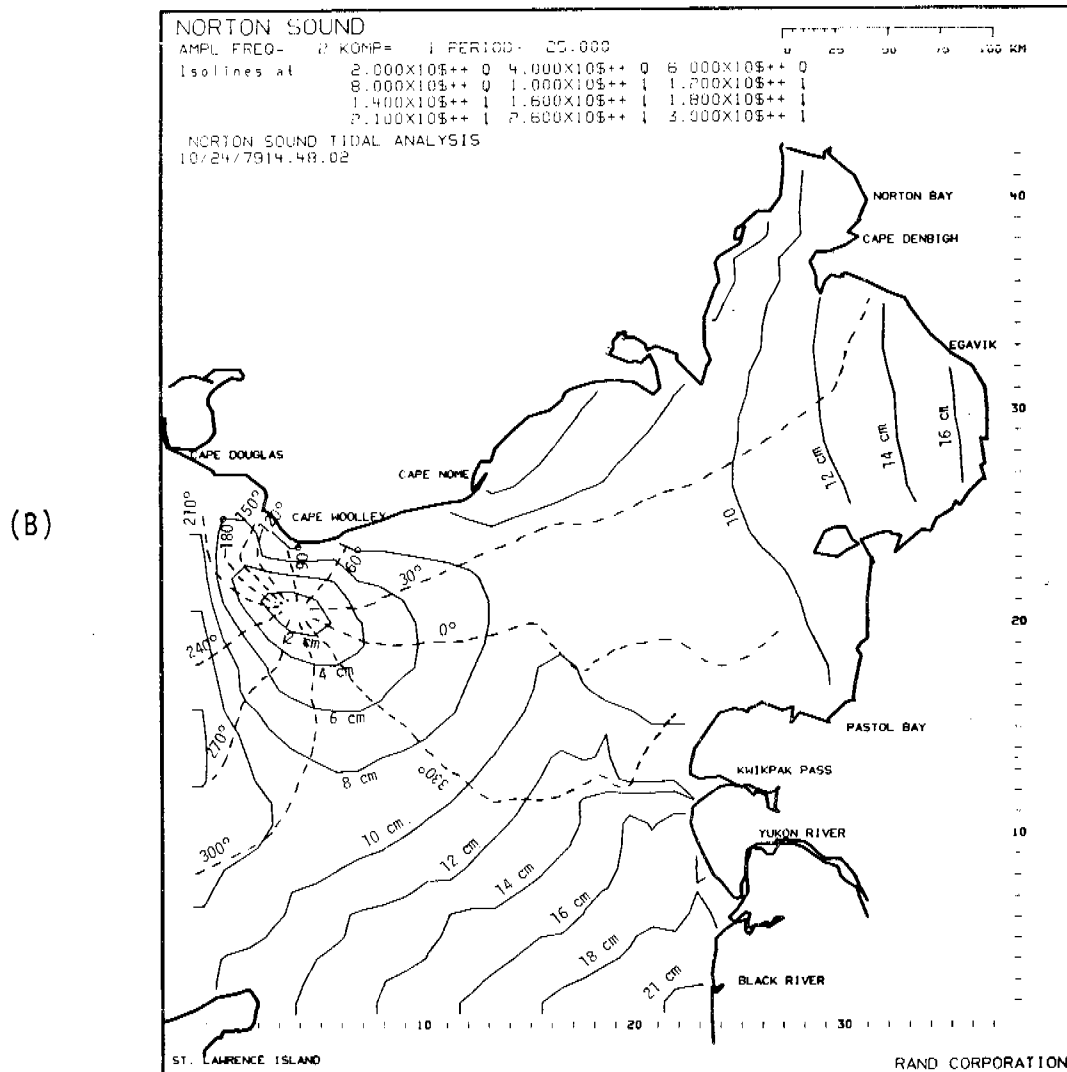 NORTON SOUND
AMPL FREQ- 2 KOMP= 1 PERIOD- 25.000
0 25 50 75 100 KM
Isolines at 2.000X10$++ 0 4.000X10$++ 0 6.000X10$++ 0
8.000X10$++ 0 1.000X10$++ 1 1.200X10$++ 1
1.400X10$++ 1 1.600X10$++ 1 1.800X10$++ 1
2.100X10$++ 1 2.600X10$++ 1 3.000X10$++ 1
NORTON SOUND TIDAL ANALYSIS
10/24/7914.48.02
NORTON BAY
40
CAPE DENBIGH
EGAVIK
30
CAPE DOUGLAS
CAPE NOME
16 cm
14 cm
12 cm
10
(B)
CAPE WOOLLEY
210°
180
150°
120°
90°
60°
30°
0°
20
240°
2 cm
4 cm
6 cm
270°
8 cm
330°
PASTOL BAY
KWIKPAK PASS
300°
10 cm
12 cm
14 cm
16 cm
18 cm
21 cm
YUKON RIVER
10
BLACK RIVER
10 20 30
ST. LAWRENCE ISLAND
RAND CORPORATION